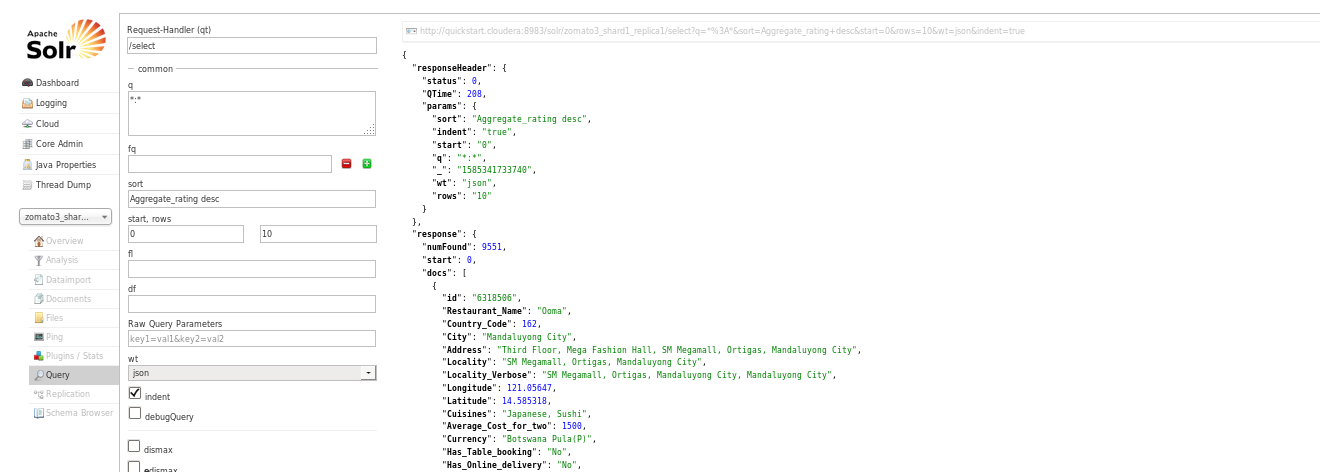 Apache
Solr
Dashboard
Logging
Cloud
Core Admin
Java Properties
Thread Dump
zomato3_shar...
Overview
Analysis
Dataimport
Documents
Files
Ping
Plugins / Stats
Query
Replication
Schema Browser
Request-Handler (qt)
/select
common
q
*:*
fq
sort
Aggregate_rating desc
start, rows
0 10
fl
df
Raw Query Parameters
key1=val1&key2=val2
wt
json
indent
debugQuery
dismax
edismax
http://quickstart.cloudera:8983/solr/zomato3_shard1_replica1/select?q=*%3A*&sort=Aggregate_rating+desc&start=0&rows=10&wt=json&indent=true
{
"responseHeader": {
"status": 0,
"QTime": 208,
"params": {
"sort": "Aggregate_rating desc",
"indent": "true",
"start": "0",
"q": "*:*",
"_": "1585341733740",
"wt": "json",
"rows": "10"
}
},
"response": {
"numFound": 9551,
"start": 0,
"docs": [
{
"id": "6318506",
"Restaurant_Name": "Ooma",
"Country_Code": 162,
"City": "Mandaluyong City",
"Address": "Third Floor, Mega Fashion Hall, SM Megamall, Ortigas, Mandaluyong City",
"Locality": "SM Megamall, Ortigas, Mandaluyong City",
"Locality_Verbose": "SM Megamall, Ortigas, Mandaluyong City, Mandaluyong City",
"Longitude": 121.05647,
"Latitude": 14.585318,
"Cuisines": "Japanese, Sushi",
"Average_Cost_for_two": 1500,
"Currency": "Botswana Pula(P)",
"Has_Table_booking": "No",
"Has_Online_delivery": "No",